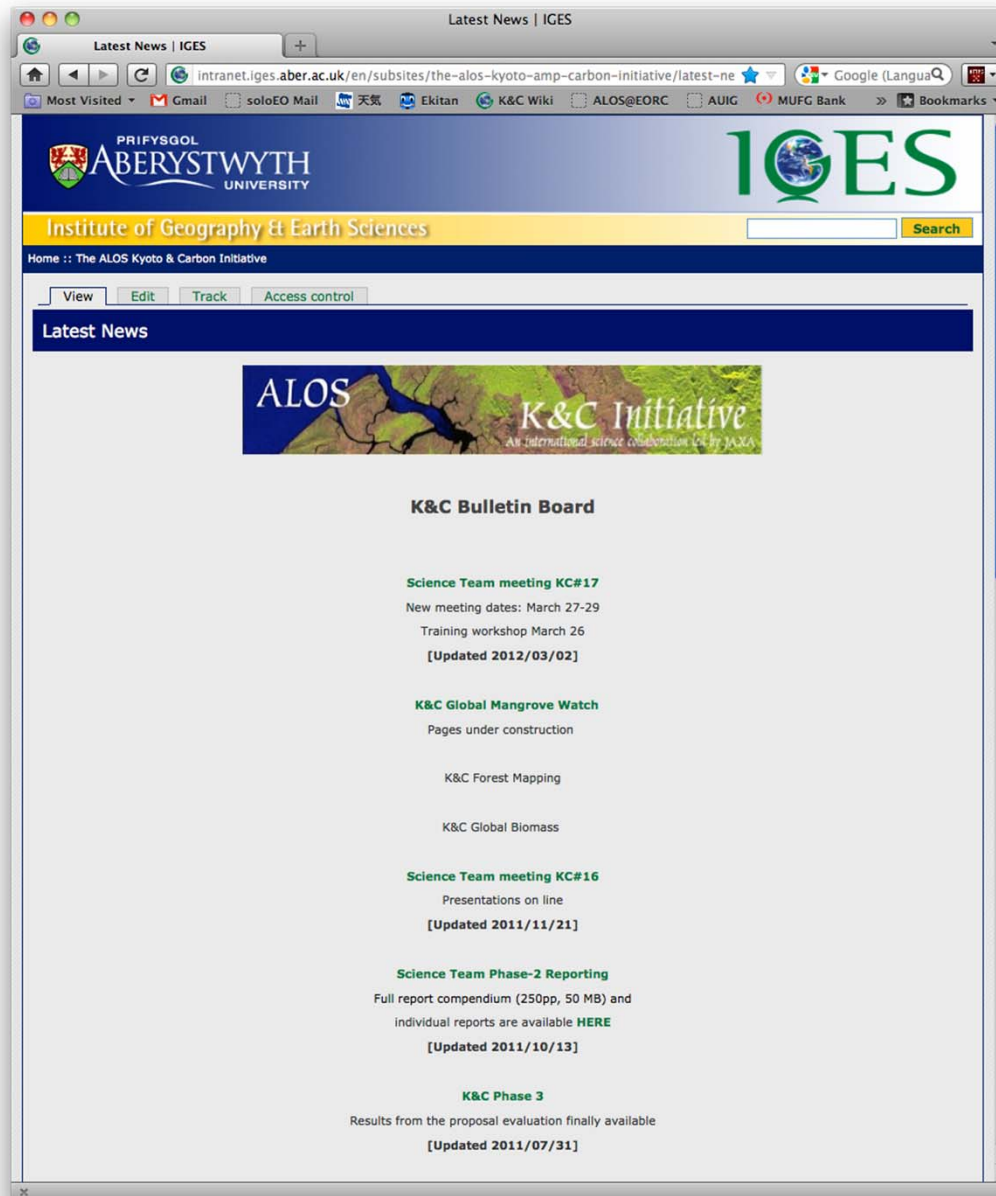 Latest News | IGES
Latest News | IGES
intranet.iges.aber.ac.uk/en/subsites/the-alos-kyoto-amp-carbon-initiative/latest-ne
Google (Langua
Most Visited
Gmail
soloEO Mail
天気
Ekitan
K&C Wiki
ALOS@EORC
AUIG
MUFG Bank
»
Bookmarks
PRIFYSGOL
ABERYSTWYTH
UNIVERSITY
IGES
Institute of Geography & Earth Sciences
Search
Home :: The ALOS Kyoto & Carbon Initiative
View
Edit
Track
Access control
Latest News
ALOS
K&C Initiative
An international science collaboration led by JAXA
K&C Bulletin Board
Science Team meeting KC#17
New meeting dates: March 27-29
Training workshop March 26
[Updated 2012/03/02]
K&C Global Mangrove Watch
Pages under construction
K&C Forest Mapping
K&C Global Biomass
Science Team meeting KC#16
Presentations on line
[Updated 2011/11/21]
Science Team Phase-2 Reporting
Full report compendium (250pp, 50 MB) and
individual reports are available HERE
[Updated 2011/10/13]
K&C Phase 3
Results from the proposal evaluation finally available
[Updated 2011/07/31]